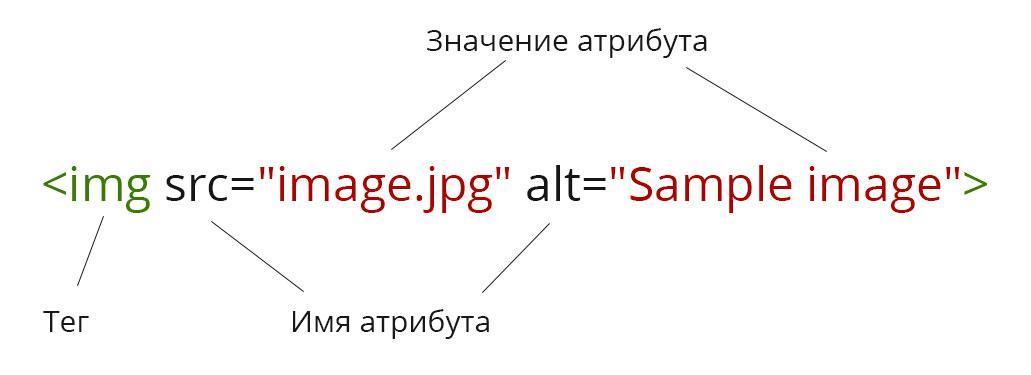 Значение атрибута
<img src="image.jpg" alt="Sample image">
Тег
Имя атрибута